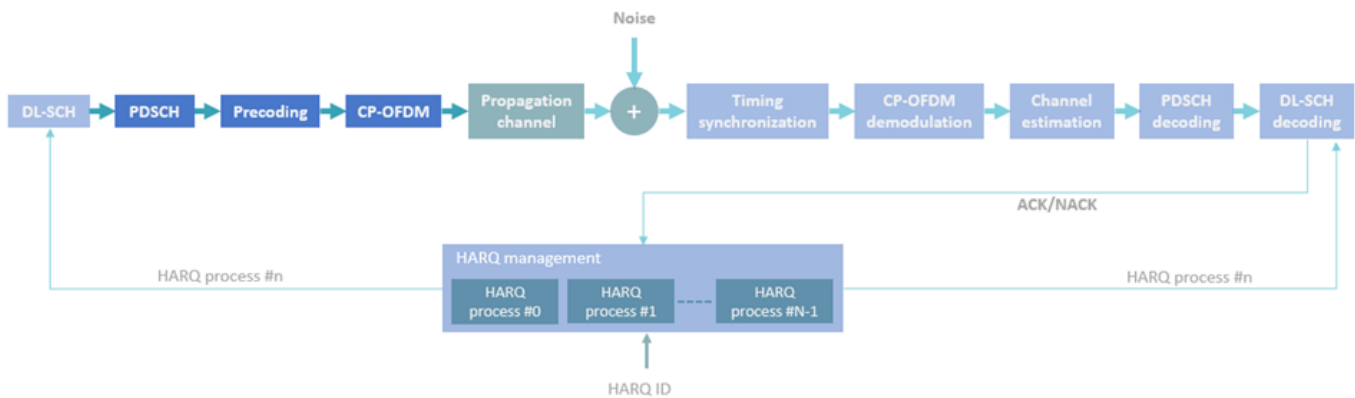 Noise
DL-SCH
PDSCH
Precoding
CP-OFDM
Propagation
channel
+
Timing
synchronization
CP-OFDM
demodulation
Channel
estimation
PDSCH
decoding
DL-SCH
decoding
ACK/NACK
HARQ process #n
HARQ management
HARQ
process #0
HARQ
process #1
HARQ
process #N-1
HARQ process #n
HARQ ID